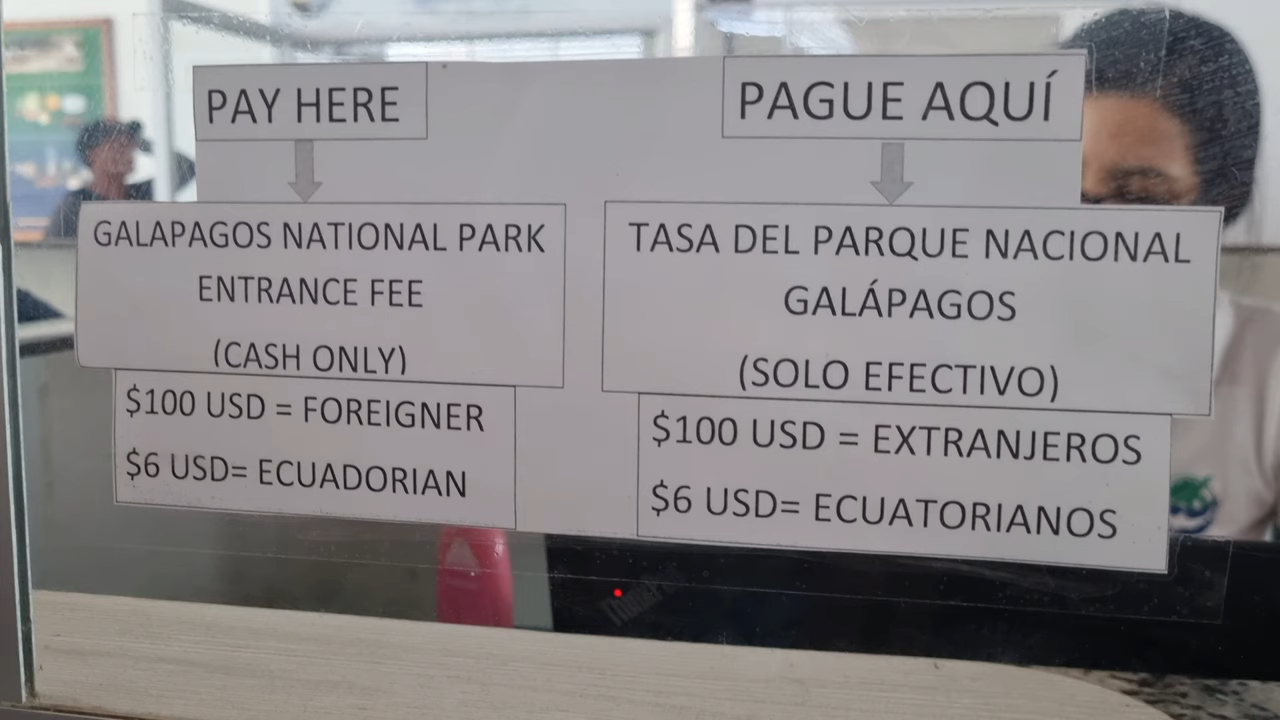 PAY HERE
GALAPAGOS NATIONAL PARK
ENTRANCE FEE
(CASH ONLY)
$100 USD = FOREIGNER
$6 USD= ECUADORIAN
PAGUE AQUÍ
TASA DEL PARQUE NACIONAL
GALÁPAGOS
(SOLO EFECTIVO)
$100 USD = EXTRANJEROS
$6 USD= ECUATORIANOS